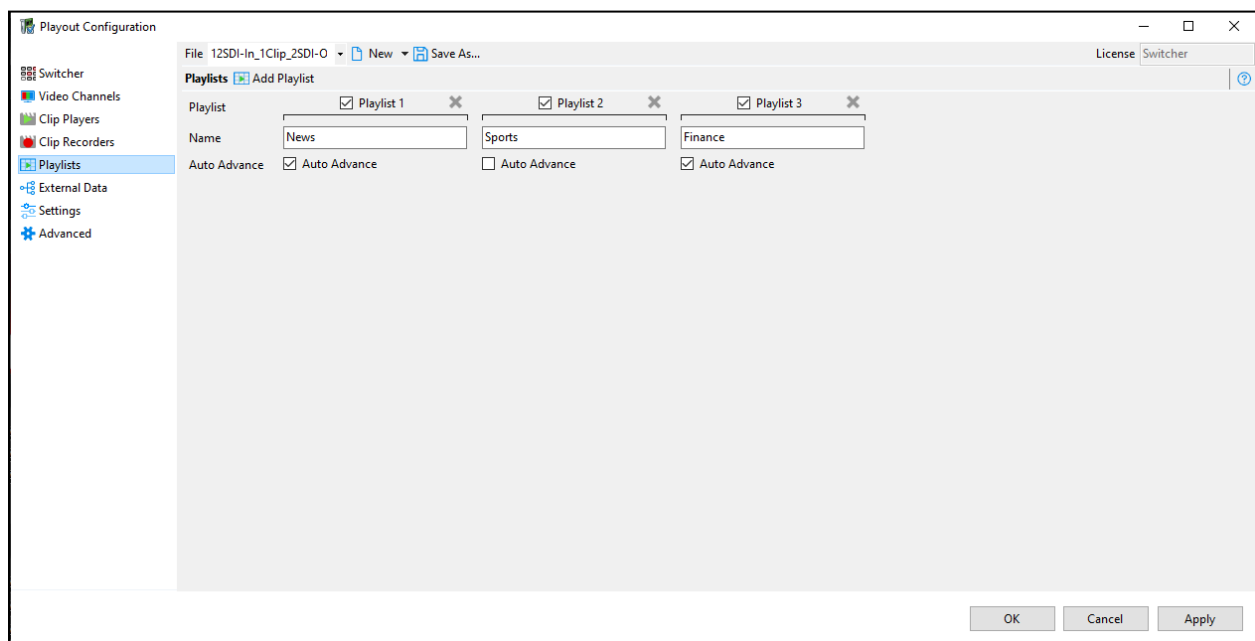 Playout Configuration
File 12SDI-In_1Clip_2SDI-O New Save As... License Switcher
Switcher
Video Channels
Clip Players
Clip Recorders
Playlists
External Data
Settings
Advanced
Playlists Add Playlist
Playlist Playlist 1 Playlist 2 Playlist 3
Name News Sports Finance
Auto Advance Auto Advance Auto Advance Auto Advance
OK Cancel Apply